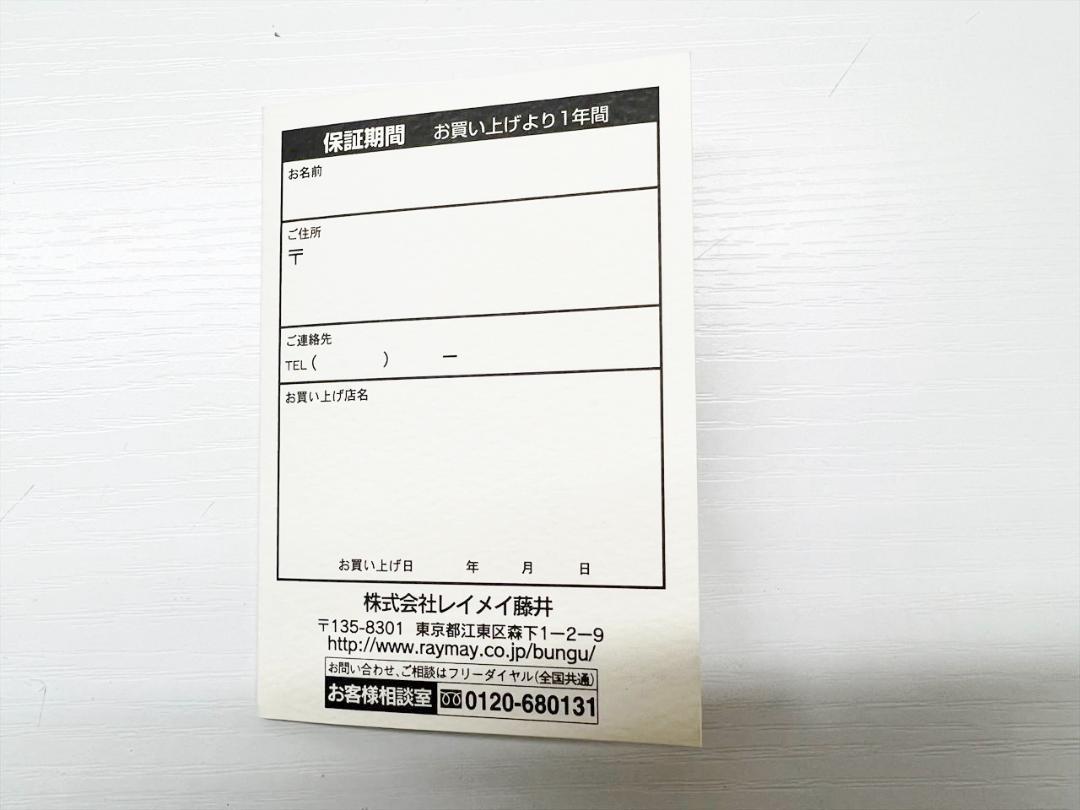 保証期間 お買い上げより1年間
お名前
ご住所
〒
ご連絡先
TEL( ) ー
お買い上げ店名
お買い上げ日 年 月 日
株式会社レイメイ藤井
〒135-8301 東京都江東区森下1-2-9
http://www.raymay.co.jp/bungu/
お問い合わせ、ご相談はフリーダイヤル(全国共通)
お客様相談室 0120-680131